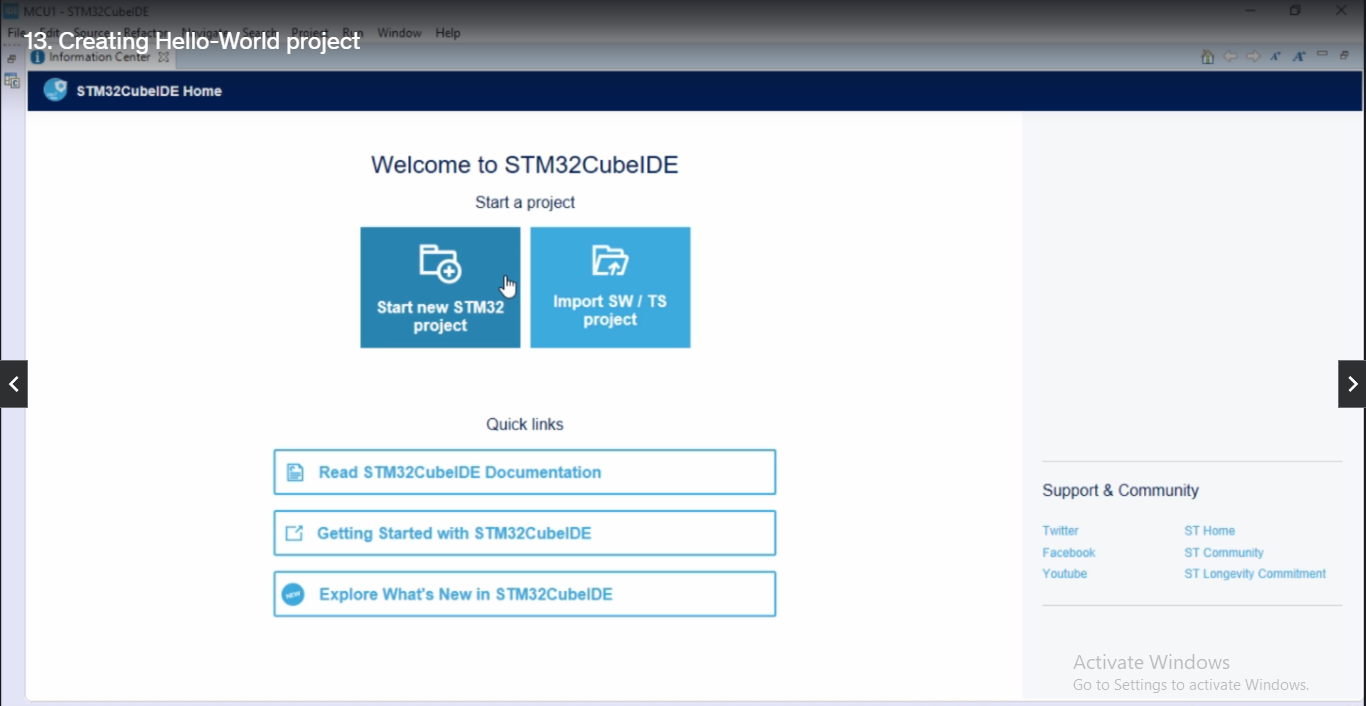 MCU1 - STM32CubeIDE
File Edit Source Refactor Navigate Search Project Run Window Help
13. Creating Hello-World project
Information Center
STM32CubeIDE Home
Welcome to STM32CubeIDE
Start a project
Start new STM32
project
Import SW / TS
project
Quick links
Read STM32CubeIDE Documentation
Getting Started with STM32CubeIDE
NEW
Explore What's New in STM32CubeIDE
Support & Community
Twitter
ST Home
Facebook
ST Community
Youtube
ST Longevity Commitment
Activate Windows
Go to Settings to activate Windows.